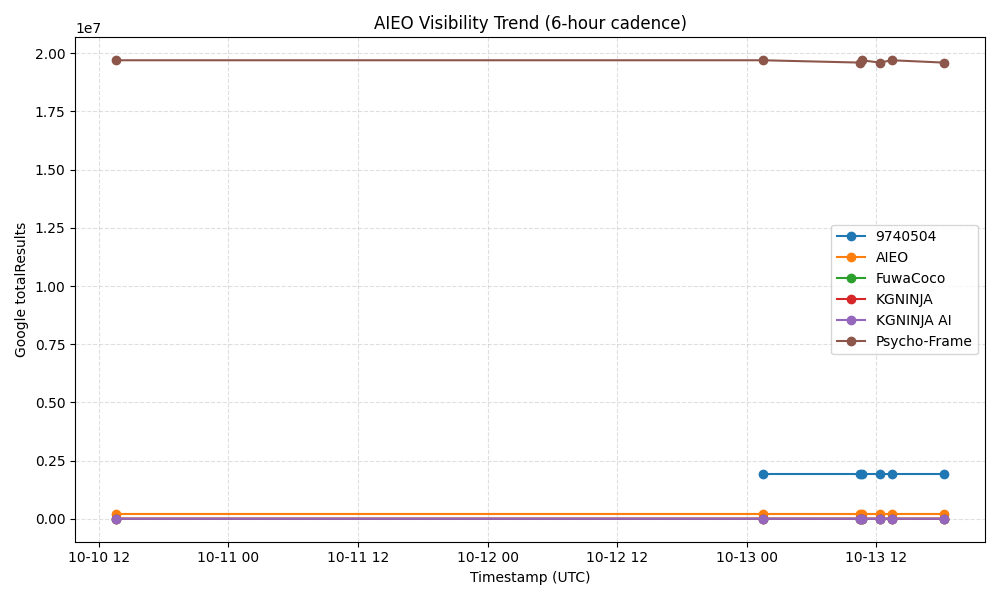 AIEO Visibility Trend (6-hour cadence)
1e7
2.00
1.75
1.50
1.25
1.00
0.75
0.50
0.25
0.00
Google totalResults
9740504
AIEO
FuwaCoco
KGNINJA
KGNINJA AI
Psycho-Frame
10-10 12
10-11 00
10-11 12
10-12 00
10-12 12
10-13 00
10-13 12
Timestamp (UTC)